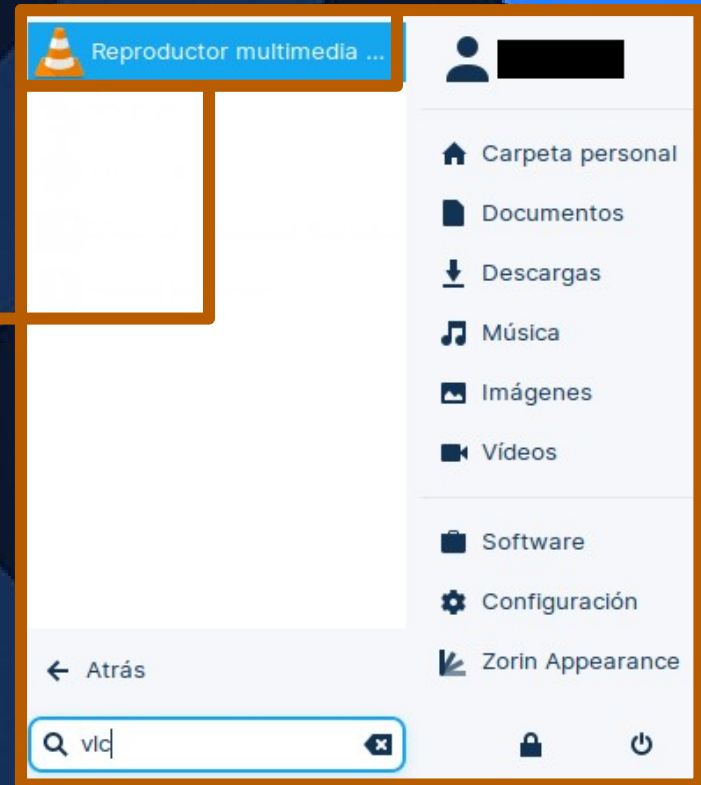 Reproductor multimedia ...
Carpeta personal
Documentos
Descargas
Música
Imágenes
Vídeos
Software
Configuración
Zorin Appearance
Atrás
vlc